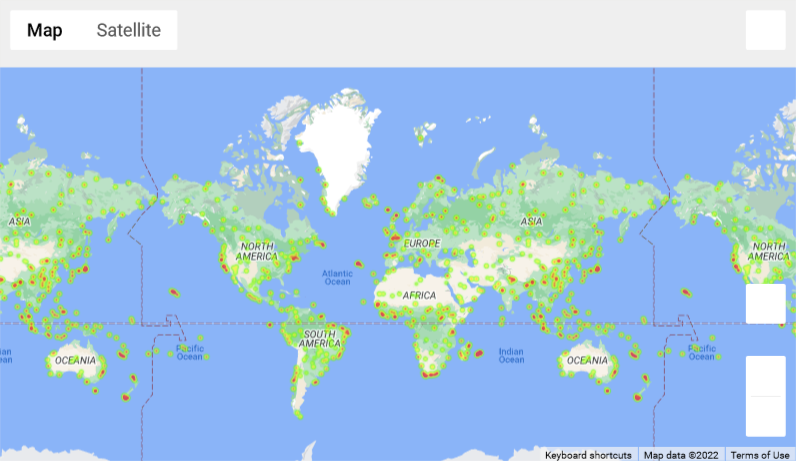 Map Satellite
ASIA
NORTH
AMERICA
EUROPE
ASIA
NORTH
AMERICA
Atlantic
Ocean
AFRICA
SOUTH
AMERICA
Pacific
Ocean
Indian
Ocean
Pacific
Ocean
OCEANIA
OCEANIA
ian
ean
Keyboard shortcuts Map data ©2022 Terms of Use